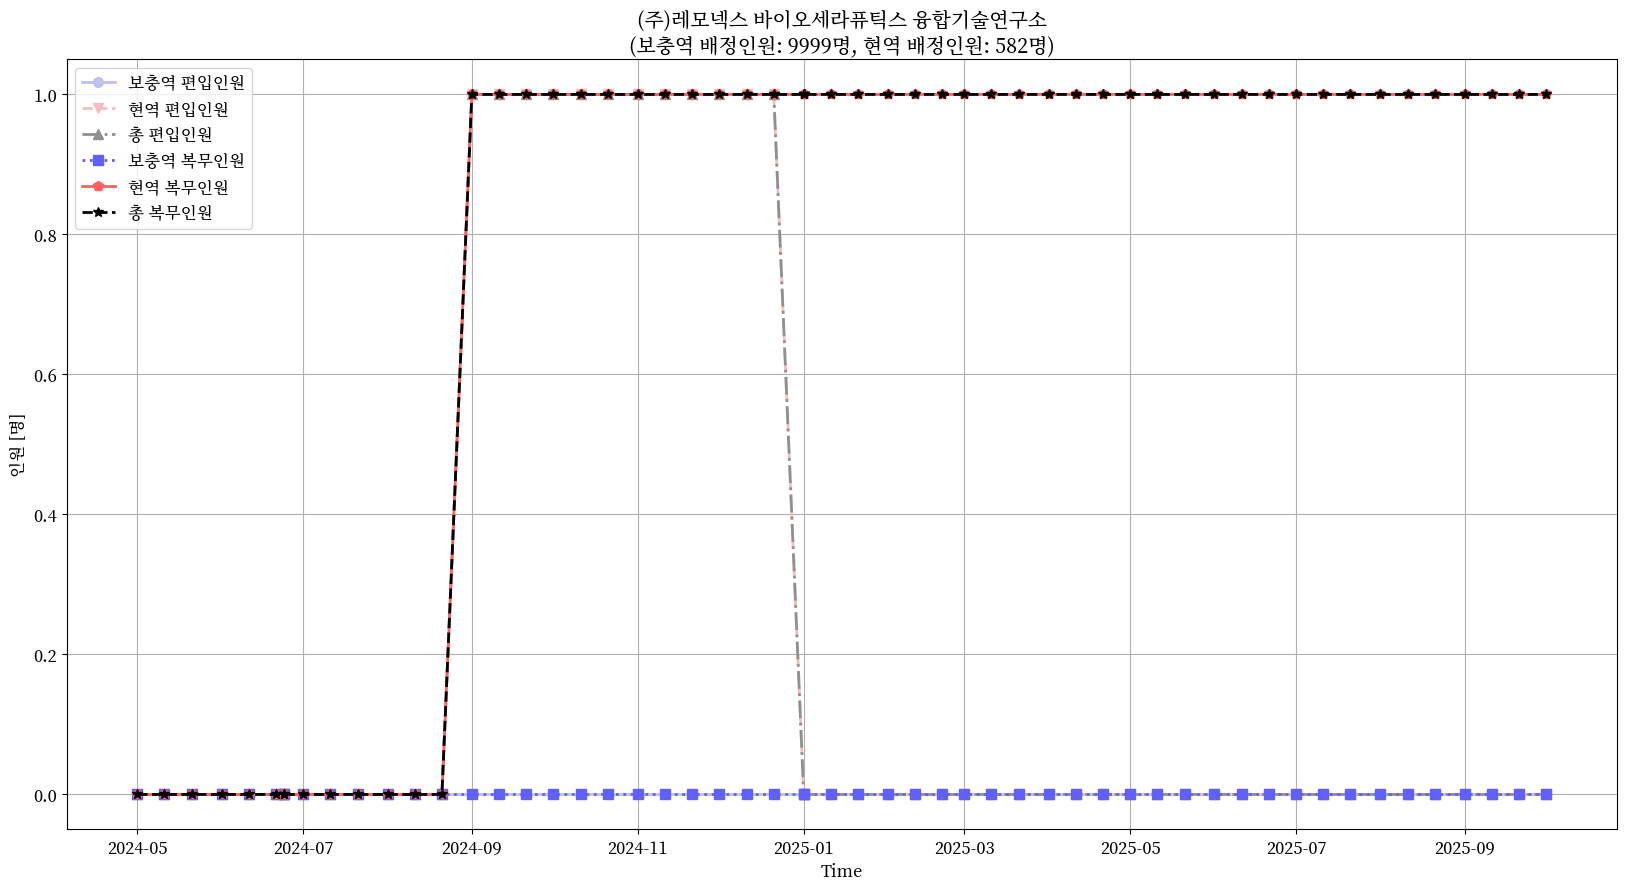 (주)레모넥스 바이오세라퓨틱스 융합기술연구소
(보충역 배정인원: 9999명, 현역 배정인원: 582명)
보충역 편입인원
현역 편입인원
총 편입인원
보충역 복무인원
현역 복무인원
총 복무인원
1.0
0.8
0.6
0.4
0.2
0.0
인원 [명]
2024-05 2024-07 2024-09 2024-11 2025-01 2025-03 2025-05 2025-07 2025-09
Time